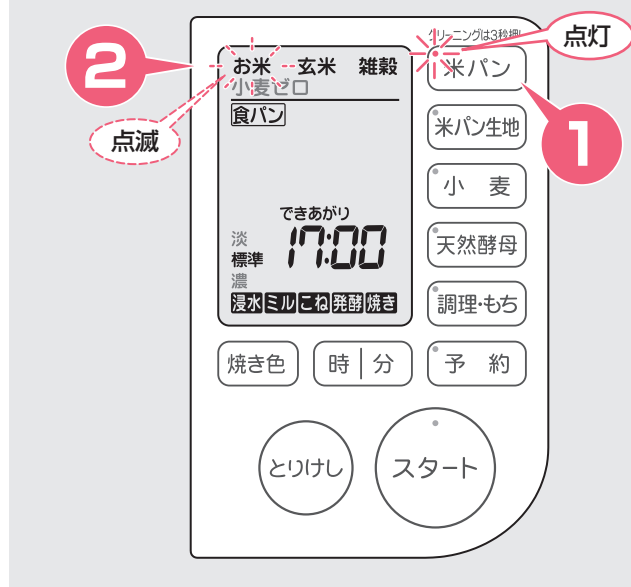 クリーニングは3秒押し
点灯
2
お米 玄米 雑穀
小麦ゼロ
食パン
点滅
米パン
1
米パン生地
小麦
できあがり
淡
標準
濃
17:00
天然酵母
浸水 ミル こね 発酵 焼き
調理・もち
焼き色
時 | 分
予約
とりけし
スタート